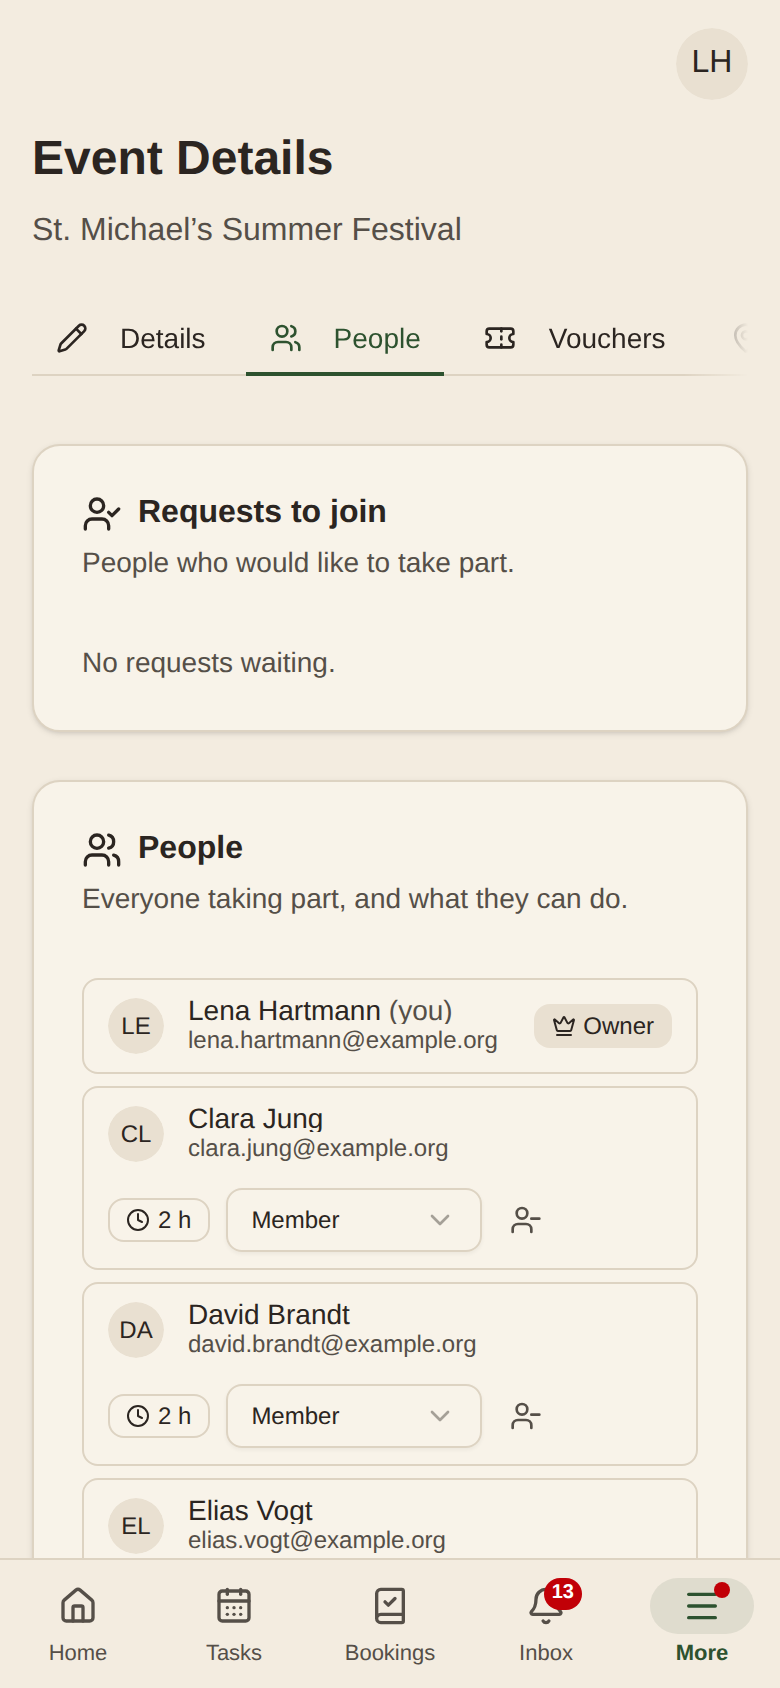 LH
Event Details
St. Michael’s Summer Festival
Details People Vouchers
Requests to join
People who would like to take part.
No requests waiting.
People
Everyone taking part, and what they can do.
LE Lena Hartmann (you)
lena.hartmann@example.org
Owner
CL Clara Jung
clara.jung@example.org
2 h Member
DA David Brandt
david.brandt@example.org
2 h Member
EL Elias Vogt
elias.vogt@example.org
13
Home Tasks Bookings Inbox More